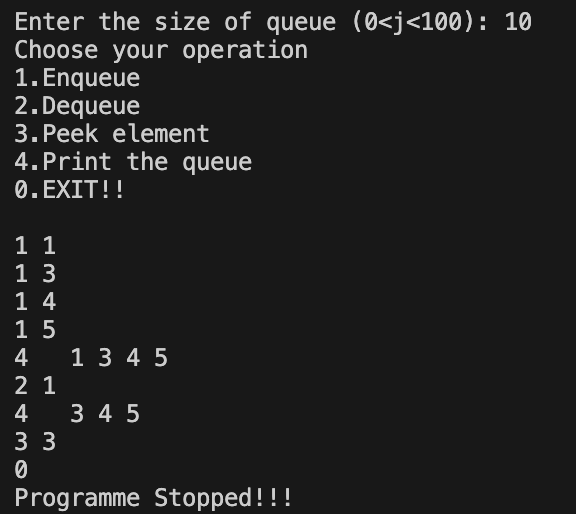 Enter the size of queue (0<j<100): 10
Choose your operation
1.Enqueue
2.Dequeue
3.Peek element
4.Print the queue
0.EXIT!!
1 1
1 3
1 4
1 5
4   1 3 4 5
2 1
4   3 4 5
3 3
0
Programme Stopped!!!